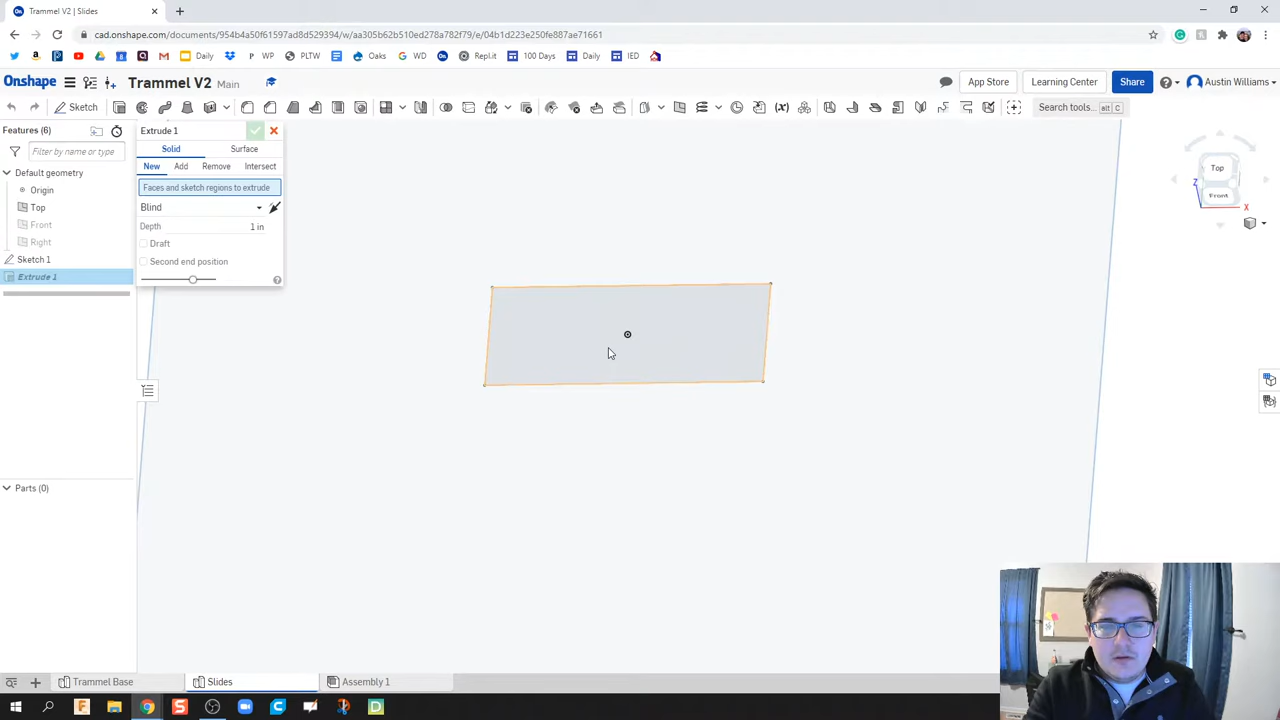 Trammel V2 | Slides
cad.onshape.com/documents/954b4a50f61597ad8d529394/w/aa305b62b510ed278a782f79/e/04b1d223e250fe887ae71661
Daily
WP
PLTW
IED
Oaks
WD
Repl.it
100 Days
Daily
IED
Onshape
Trammel V2 Main
App Store
Learning Center
Share
Austin Williams
Sketch
Search tools... alt C
Features (6)
Filter by name or type
Default geometry
Origin
Top
Front
Right
Sketch 1
Extrude 1
Parts (0)
Extrude 1
Solid
Surface
New
Add
Remove
Intersect
Faces and sketch regions to extrude
Blind
Depth
1 in
Draft
Second end position
Top
Front
Z
X
Trammel Base
Slides
Assembly 1